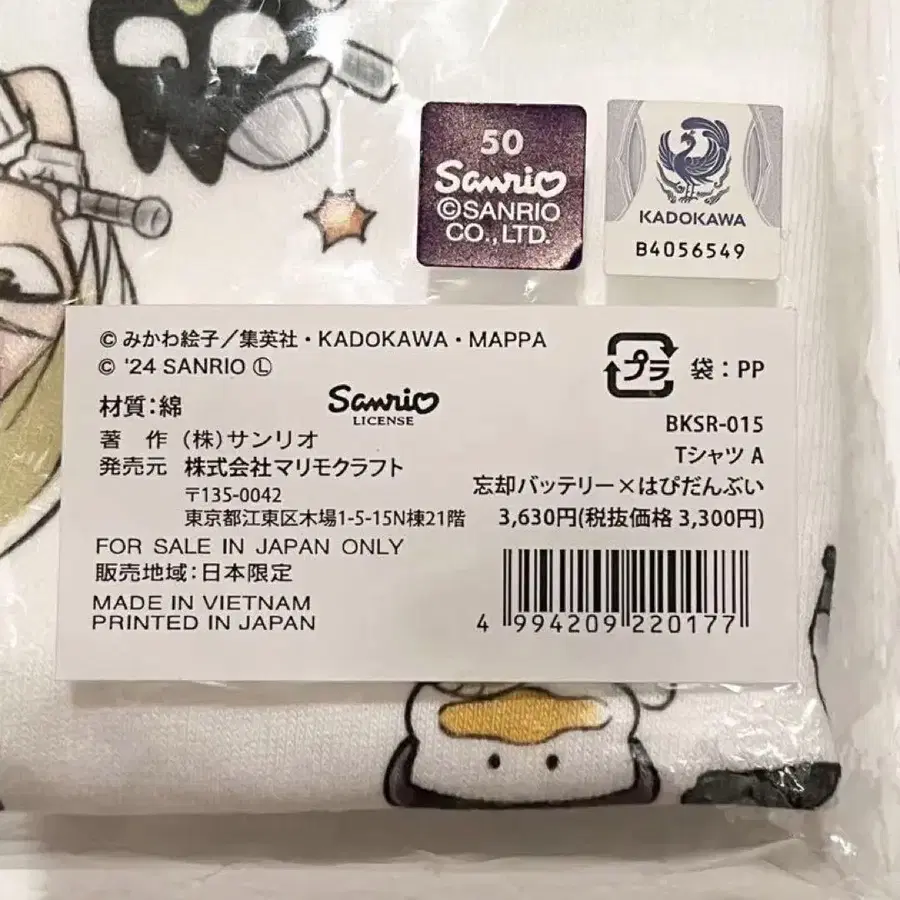 50
Sanrio
©SANRIO
CO.,LTD.
KADOKAWA
B4056549
© みかわ絵子／集英社・KADOKAWA・MAPPA
© '24 SANRIO Ⓛ
プラ 袋：PP
材質：綿
Sanrio
LICENSE
著　作 （株）サンリオ
発売元 株式会社マリモクラフト
〒135-0042
東京都江東区木場1-5-15N棟21階
BKSR-015
Tシャツ A
忘却バッテリー×はぴだんぶい
3,630円(税抜価格 3,300円)
FOR SALE IN JAPAN ONLY
販売地域：日本限定
MADE IN VIETNAM
PRINTED IN JAPAN
4 994209 220177